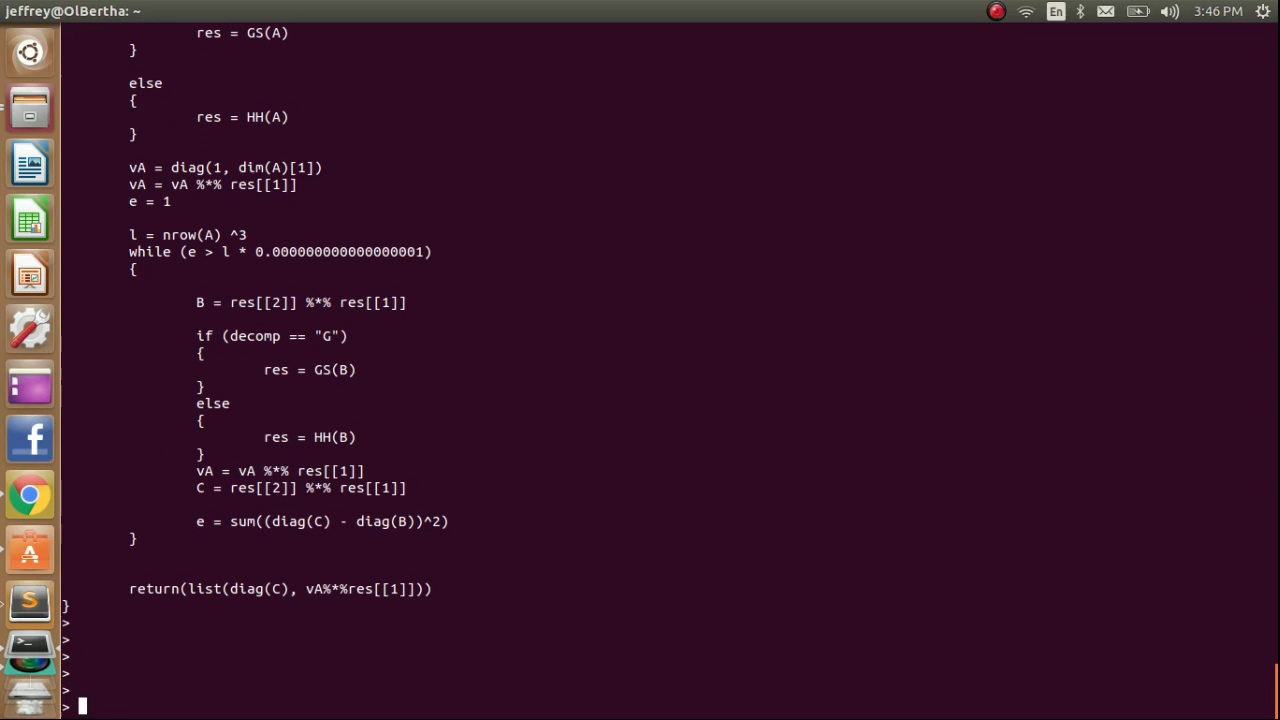 jeffrey@OlBertha: ~
En
3:46 PM
res = GS(A)
}
else
{
res = HH(A)
}
vA = diag(1, dim(A)[1])
vA = vA %*% res[[1]]
e = 1
l = nrow(A) ^3
while (e > l * 0.000000000000000001)
{
B = res[[2]] %*% res[[1]]
if (decomp == "G")
{
res = GS(B)
}
else
{
res = HH(B)
}
vA = vA %*% res[[1]]
C = res[[2]] %*% res[[1]]
e = sum((diag(C) - diag(B))^2)
}
return(list(diag(C), vA%*%res[[1]]))
}
>
>
>
>
>
>